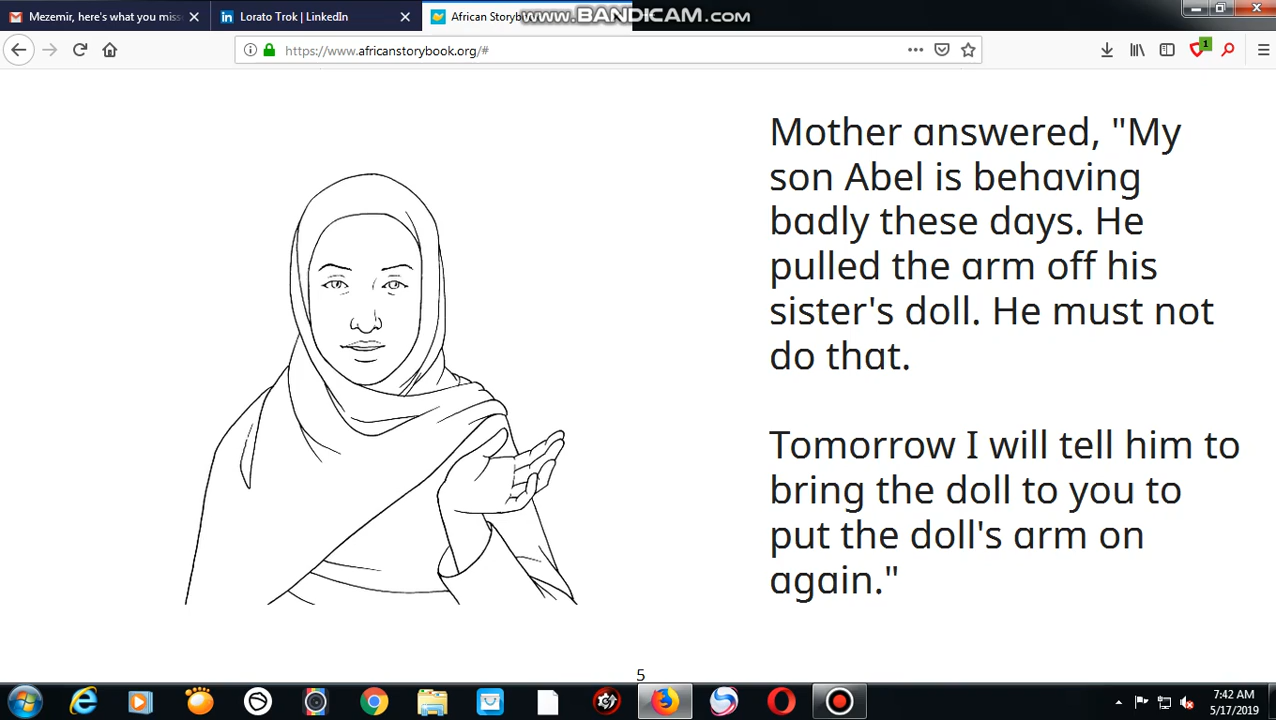 Mezemir, here's what you miss
Lorato Trok | LinkedIn
African Storyb
www.BANDICAM.com
https://www.africanstorybook.org/#
1
Mother answered, "My
son Abel is behaving
badly these days. He
pulled the arm off his
sister's doll. He must not
do that.
Tomorrow I will tell him to
bring the doll to you to
put the doll's arm on
again."
5
7:42 AM
5/17/2019